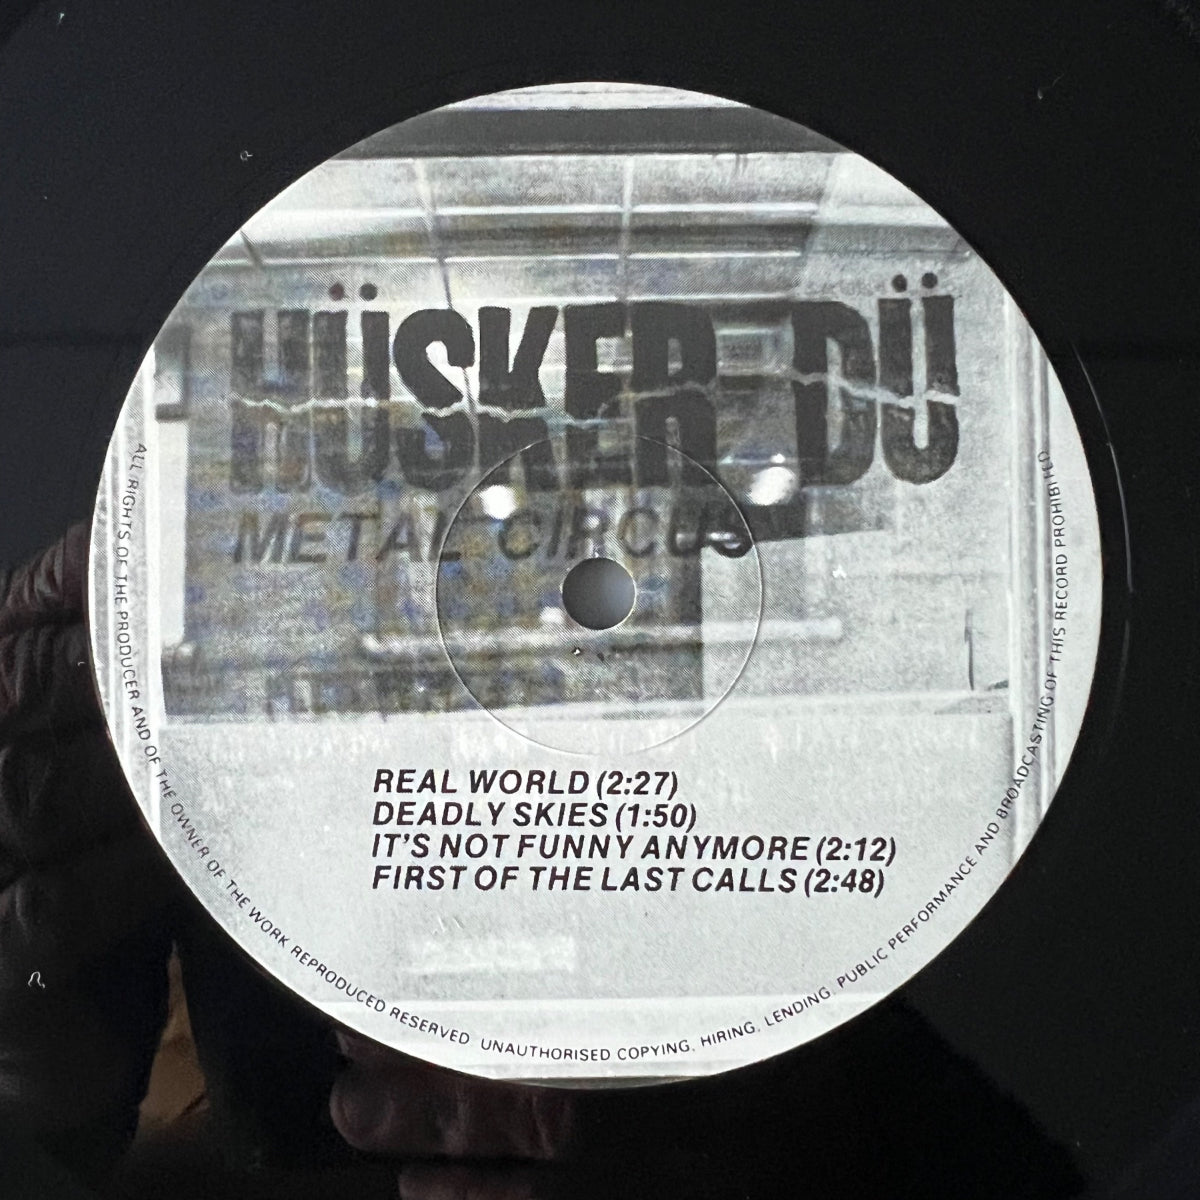 HÜSKER DÜ
METAL CIRCUS
REAL WORLD (2:27)
DEADLY SKIES (1:50)
IT'S NOT FUNNY ANYMORE (2:12)
FIRST OF THE LAST CALLS (2:48)
ALL RIGHTS OF THE PRODUCER AND OF THE OWNER OF THE WORK REPRODUCED RESERVED. UNAUTHORISED COPYING, HIRING, LENDING, PUBLIC PERFORMANCE AND BROADCASTING OF THIS RECORD PROHIBITED